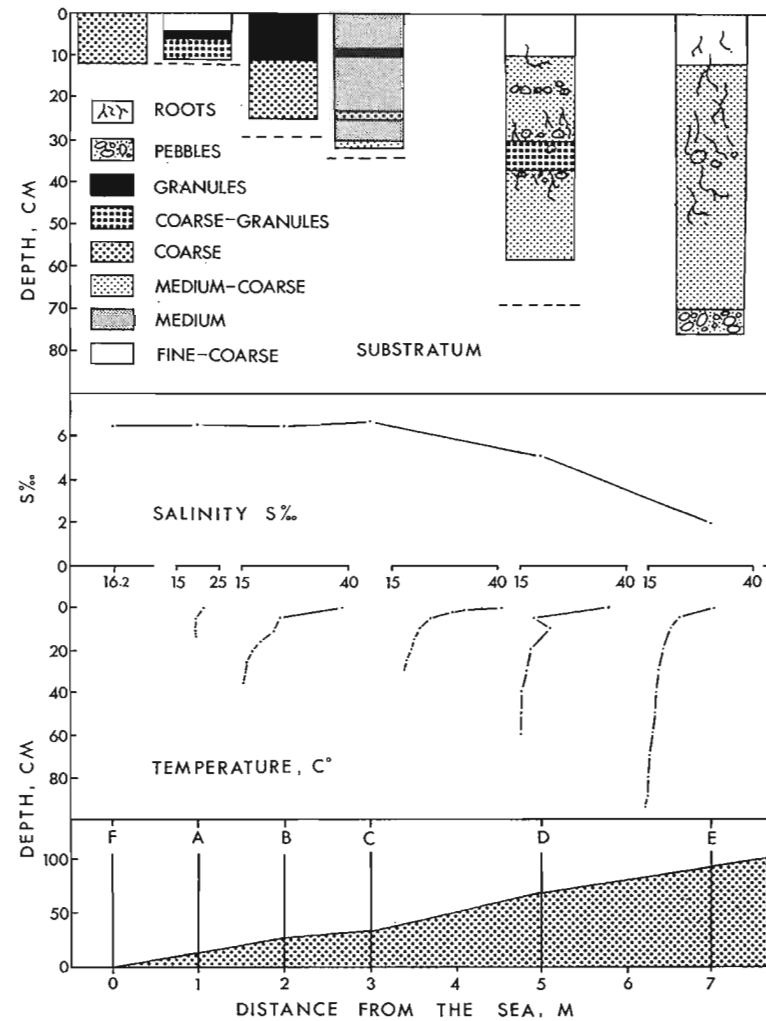 0
10
20
30
40
50
60
70
80
DEPTH, CM
ROOTS
PEBBLES
GRANULES
COARSE-GRANULES
COARSE
MEDIUM-COARSE
MEDIUM
FINE-COARSE
SUBSTRATUM
6
4
2
0
S‰
SALINITY S‰
16.2 15 25 15 40 15 40 15 40 15 40
0
20
40
60
80
DEPTH, CM
TEMPERATURE, C°
F A B C D E
100
50
0
0 1 2 3 4 5 6 7
DISTANCE FROM THE SEA, M